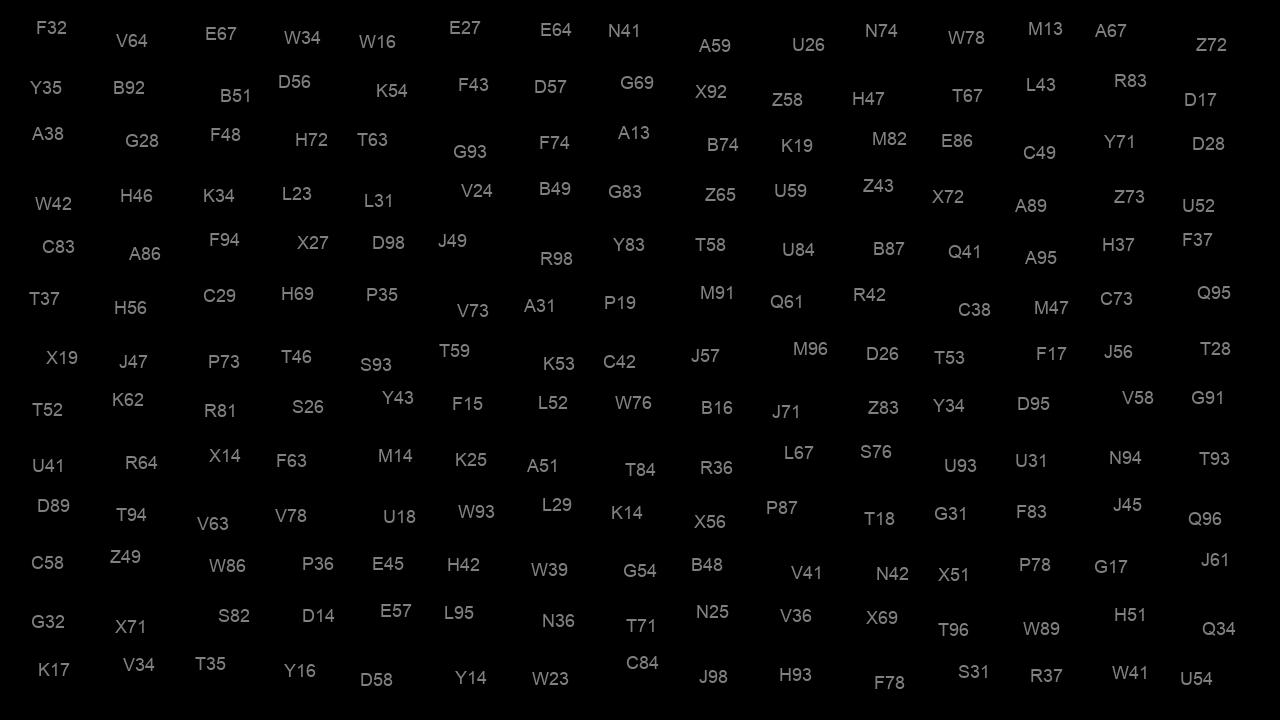 F32 V64 E67 W34 W16 E27 E64 N41 A59 U26 N74 W78 M13 A67 Z72
Y35 B92 B51 D56 K54 F43 D57 G69 X92 Z58 H47 T67 L43 R83 D17
A38 G28 F48 H72 T63 G93 F74 A13 B74 K19 M82 E86 C49 Y71 D28
W42 H46 K34 L23 L31 V24 B49 G83 Z65 U59 Z43 X72 A89 Z73 U52
C83 A86 F94 X27 D98 J49 R98 Y83 T58 U84 B87 Q41 A95 H37 F37
T37 H56 C29 H69 P35 V73 A31 P19 M91 Q61 R42 C38 M47 C73 Q95
X19 J47 P73 T46 S93 T59 K53 C42 J57 M96 D26 T53 F17 J56 T28
T52 K62 R81 S26 Y43 F15 L52 W76 B16 J71 Z83 Y34 D95 V58 G91
U41 R64 X14 F63 M14 K25 A51 T84 R36 L67 S76 U93 U31 N94 T93
D89 T94 V63 V78 U18 W93 L29 K14 X56 P87 T18 G31 F83 J45 Q96
C58 Z49 W86 P36 E45 H42 W39 G54 B48 V41 N42 X51 P78 G17 J61
G32 X71 S82 D14 E57 L95 N36 T71 N25 V36 X69 T96 W89 H51 Q34
K17 V34 T35 Y16 D58 Y14 W23 C84 J98 H93 F78 S31 R37 W41 U54